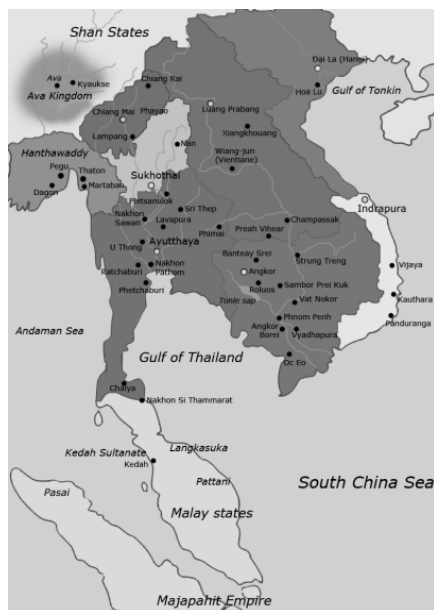 Shan States
Đại La (Hanoi)
Ava
Kyaukse
Ava Kingdom
Chiang Rai
Hoa Lu
Gulf of Tonkin
Chiang Mai
Phayao
Luang Prabang
Xiangkhouang
Lampang
Nan
Hanthawaddy
Wiang-jun
(Vientiane)
Pegu
Thaton
Sukhothai
Dagon
Martaban
Phitsanulok
Sri Thep
Indrapura
Nakhon
Sawan
Lavapura
Champassak
Phimai
Preah Vihear
U Thong
Ayutthaya
Banteay Srei
Strung Treng
Ratchaburi
Nakhon
Pathom
Angkor
Vijaya
Phetchaburi
Roluos
Sambor Prei Kuk
Tonle sap
Vat Nokor
Kauthara
Phnom Penh
Panduranga
Andaman Sea
Angkor
Borei
Vyadhapura
Gulf of Thailand
Oc Eo
Chaiya
Nakhon Si Thammarat
Langkasuka
Kedah Sultanate
Kedah
Pattani
Pasai
South China Sea
Malay states
Majapahit Empire